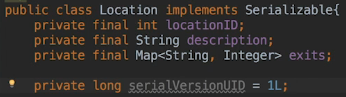 public class Location implements Serializable{
private final int locationID;
private final String description;
private final Map<String, Integer> exits;
private long serialVersionUID = 1L;